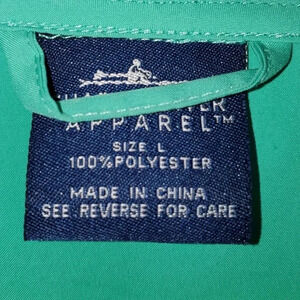 APPAREL™
SIZE L
100% POLYESTER
MADE IN CHINA
SEE REVERSE FOR CARE